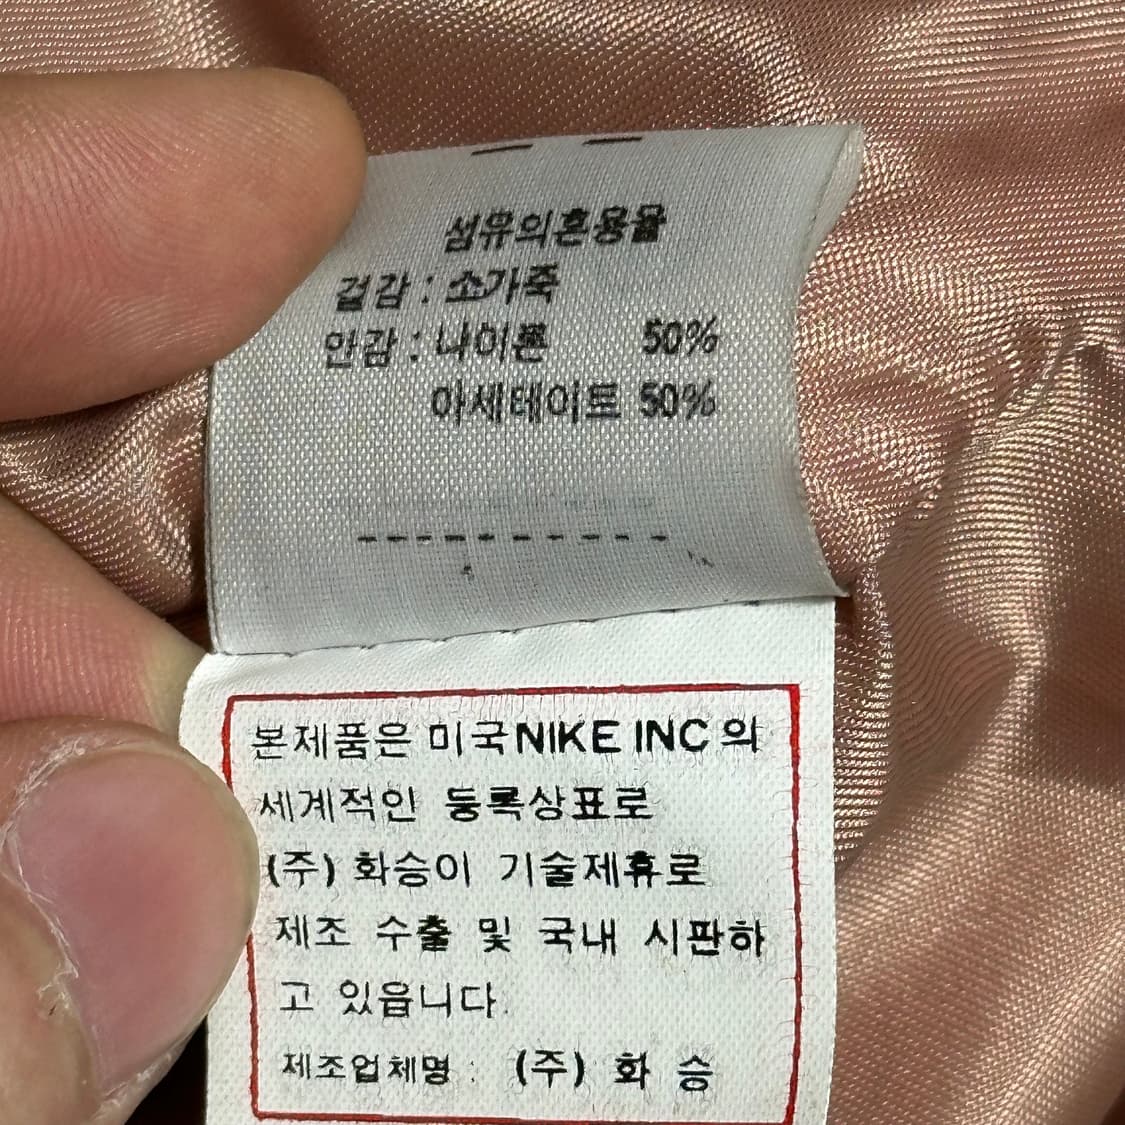 섬유의혼용율
겉감 : 소가죽
안감 : 나이론 50%
아세테이트 50%
본제품은 미국NIKE INC의
세계적인 등록상표로
(주) 화승이 기술제휴로
제조 수출 및 국내 시판하
고 있읍니다.
제조업체명 : (주) 화 승